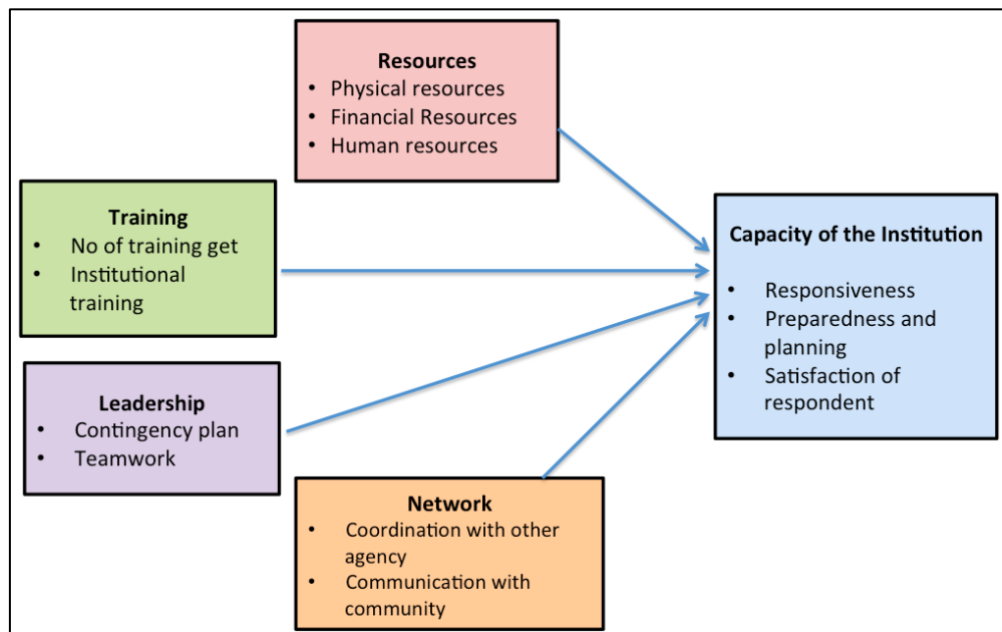 Resources
• Physical resources
• Financial Resources
• Human resources
Training
• No of training get
• Institutional
training
Leadership
• Contingency plan
• Teamwork
Network
• Coordination with other
agency
• Communication with
community
Capacity of the Institution
• Responsiveness
• Preparedness and
planning
• Satisfaction of
respondent